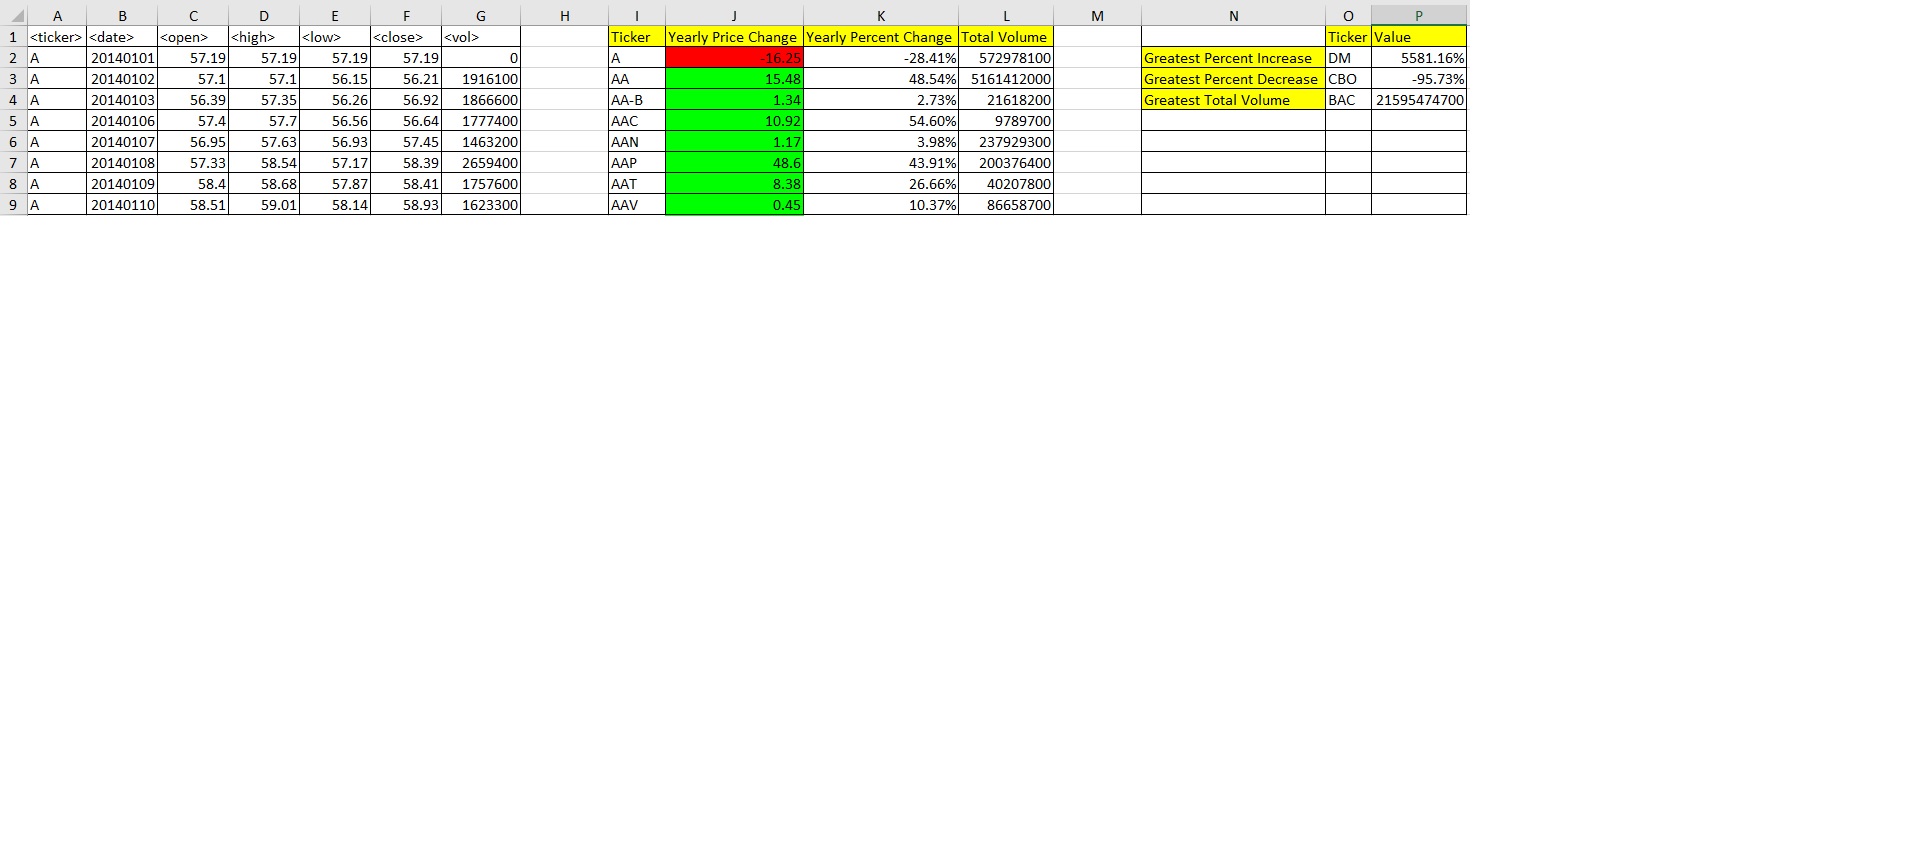 A B C D E F G H I J K L M N O P
1 <ticker> <date> <open> <high> <low> <close> <vol> Ticker Yearly Price Change Yearly Percent Change Total Volume Ticker Value
2 A 20140101 57.19 57.19 57.19 57.19 0 A -16.25 -28.41% 572978100 Greatest Percent Increase DM 5581.16%
3 A 20140102 57.1 57.1 56.15 56.21 1916100 AA 15.48 48.54% 5161412000 Greatest Percent Decrease CBO -95.73%
4 A 20140103 56.39 57.35 56.26 56.92 1866600 AA-B 1.34 2.73% 21618200 Greatest Total Volume BAC 21595474700
5 A 20140106 57.4 57.7 56.56 56.64 1777400 AAC 10.92 54.60% 9789700
6 A 20140107 56.95 57.63 56.93 57.45 1463200 AAN 1.17 3.98% 237929300
7 A 20140108 57.33 58.54 57.17 58.39 2659400 AAP 48.6 43.91% 200376400
8 A 20140109 58.4 58.68 57.87 58.41 1757600 AAT 8.38 26.66% 40207800
9 A 20140110 58.51 59.01 58.14 58.93 1623300 AAV 0.45 10.37% 86658700